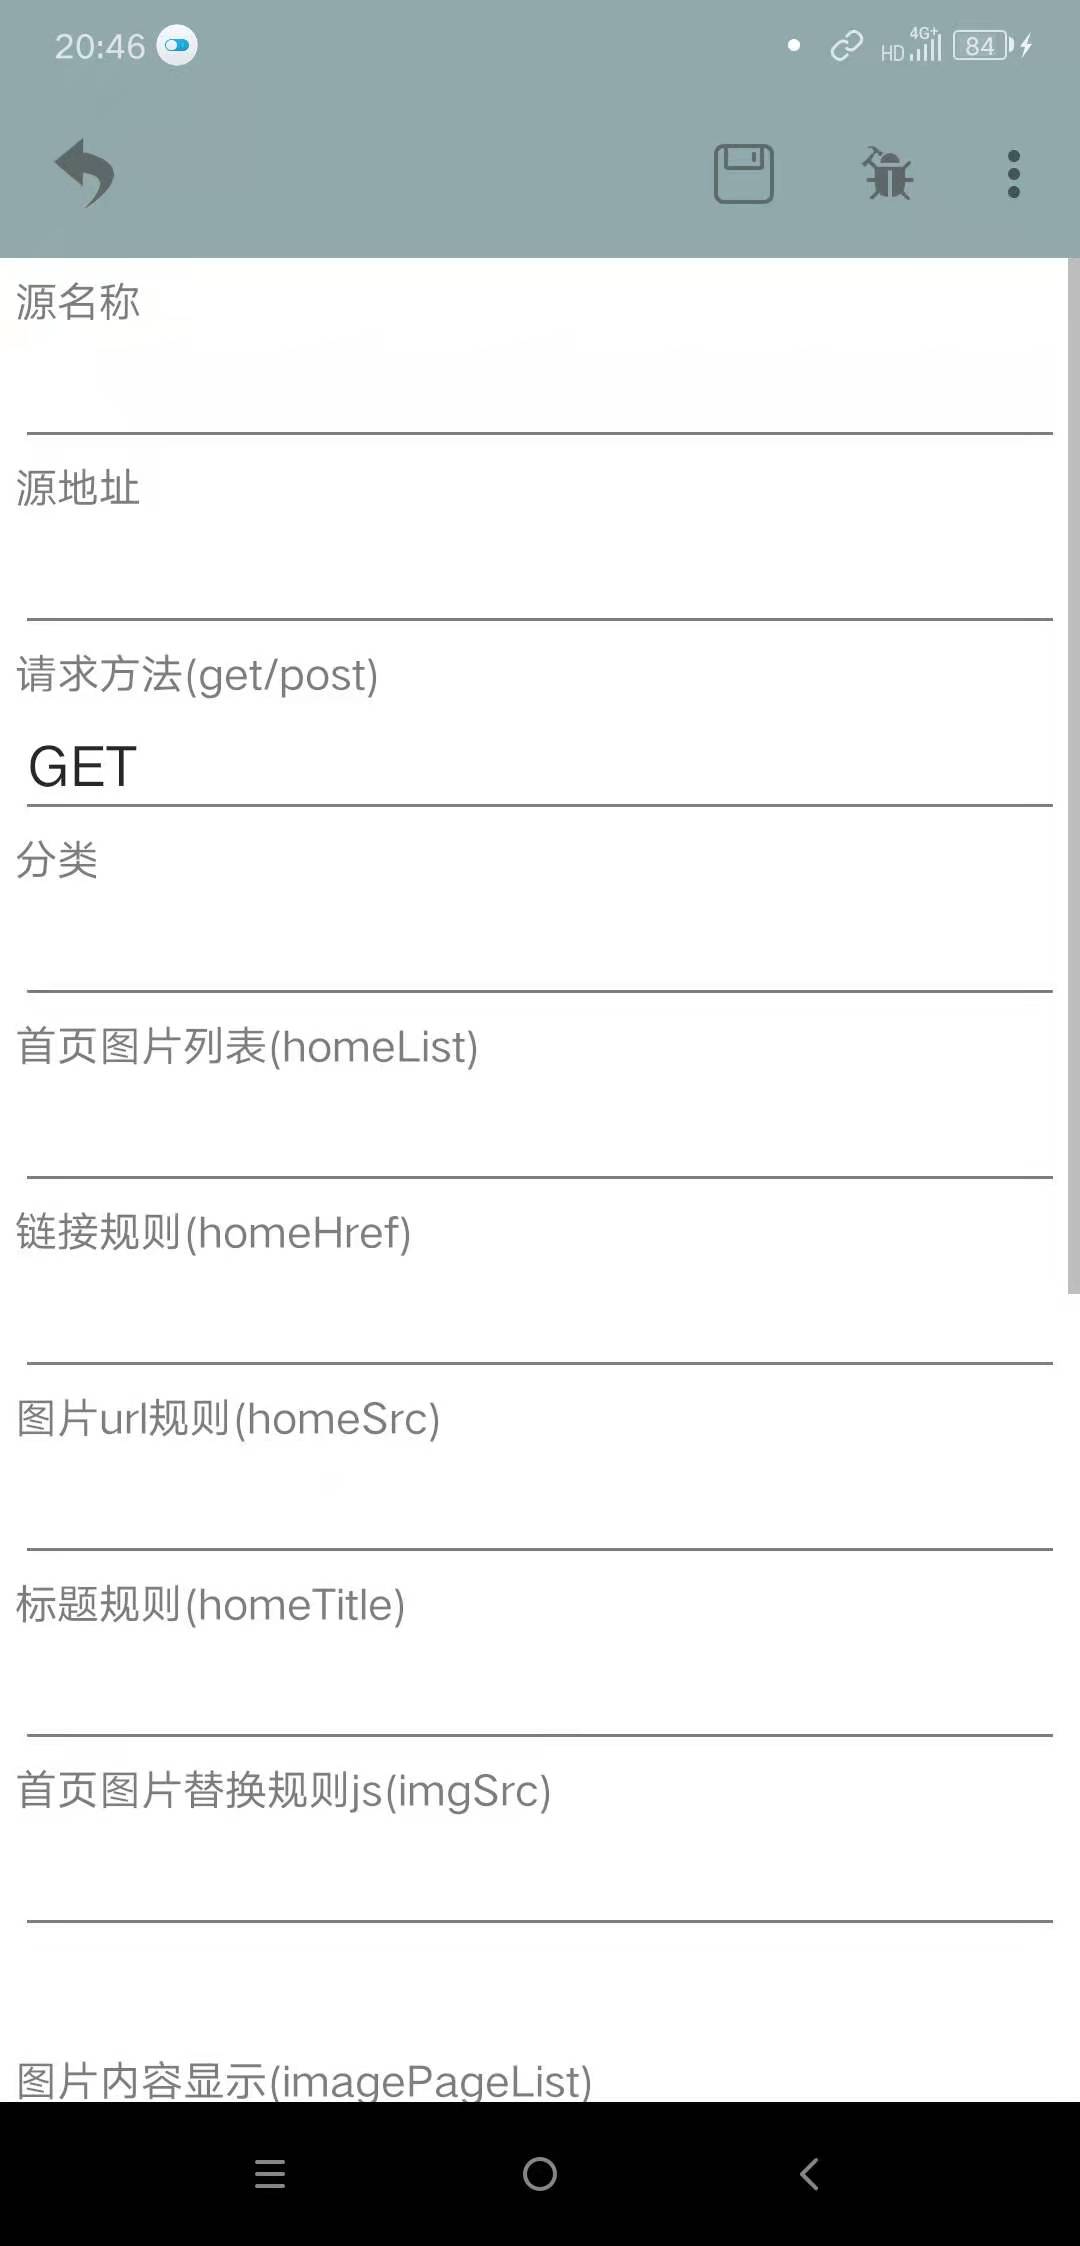 20:46
HD 4G+ 84
源名称
源地址
请求方法(get/post)
GET
分类
首页图片列表(homeList)
链接规则(homeHref)
图片url规则(homeSrc)
标题规则(homeTitle)
首页图片替换规则js(imgSrc)
图片内容显示(imagePageList)